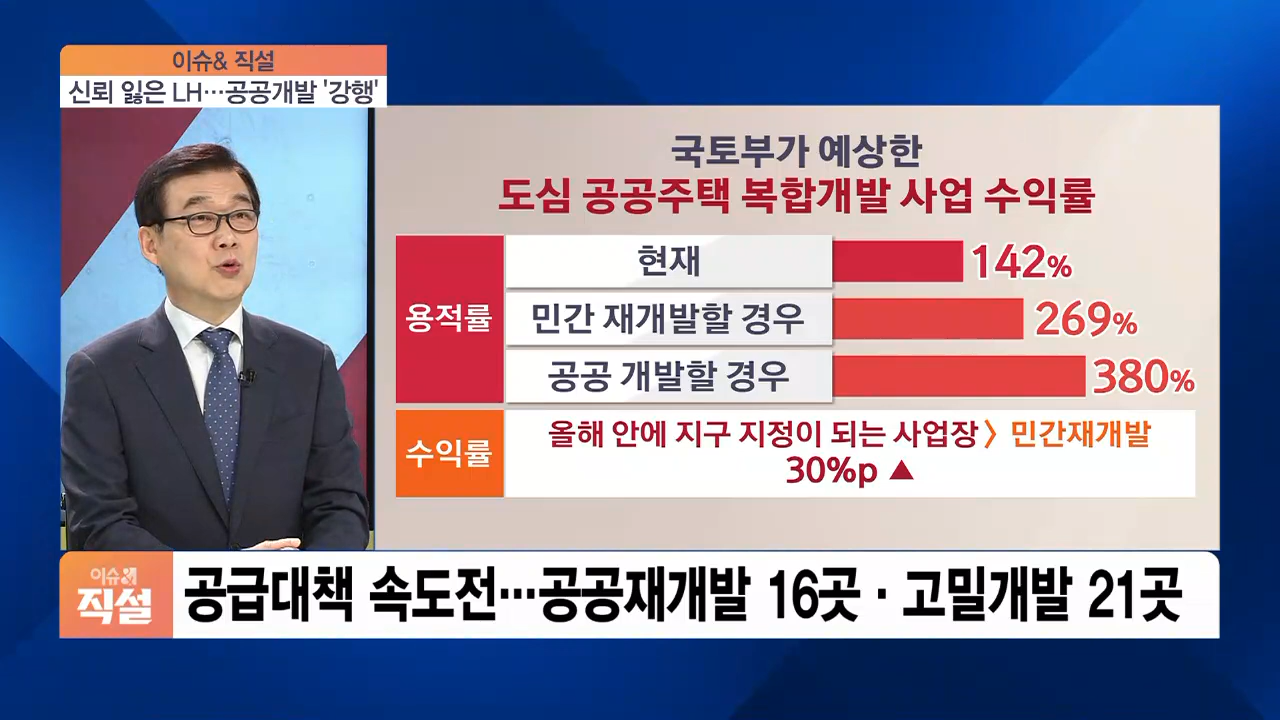 이슈& 직설
신뢰 잃은 LH…공공개발 '강행'
국토부가 예상한
도심 공공주택 복합개발 사업 수익률
용적률
현재
142%
민간 재개발할 경우
269%
공공 개발할 경우
380%
수익률
올해 안에 지구 지정이 되는 사업장 〉 민간재개발
30%p ▲
이슈&
직설
공급대책 속도전…공공재개발 16곳 · 고밀개발 21곳